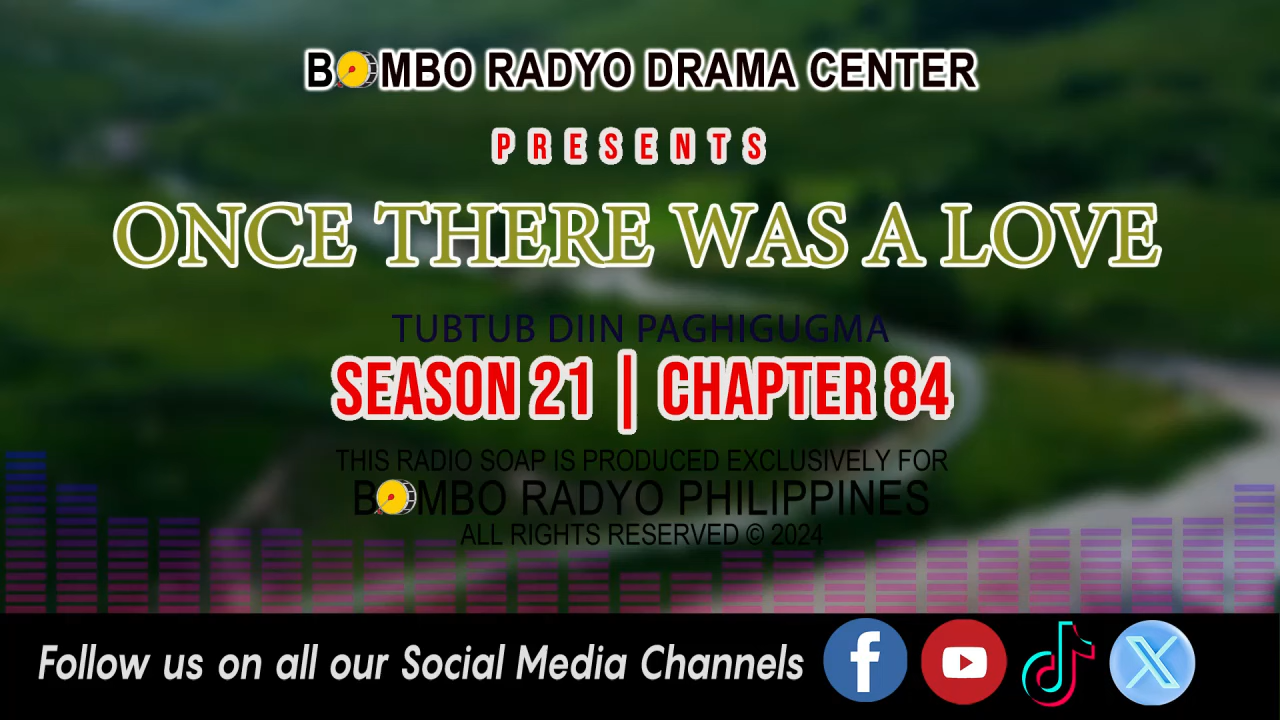 BOMBO RADYO DRAMA CENTER
PRESENTS
ONCE THERE WAS A LOVE
TUBTUB DIIN PAGHIGUGMA
SEASON 21 | CHAPTER 84
THIS RADIO SOAP IS PRODUCED EXCLUSIVELY FOR
BOMBO RADYO PHILIPPINES
ALL RIGHTS RESERVED © 2024
Follow us on all our Social Media Channels